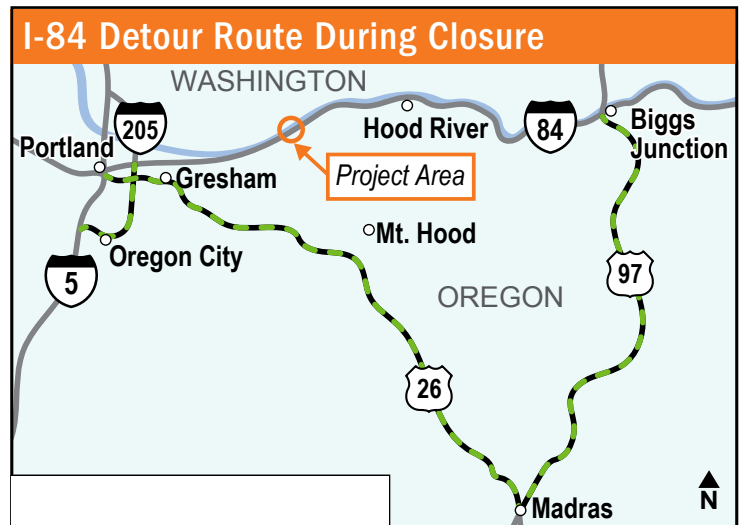 I-84 Detour Route During Closure
WASHINGTON
205
Hood River
84
Biggs
Junction
Portland
Gresham
Project Area
Mt. Hood
Oregon City
5
OREGON
97
26
N
Madras